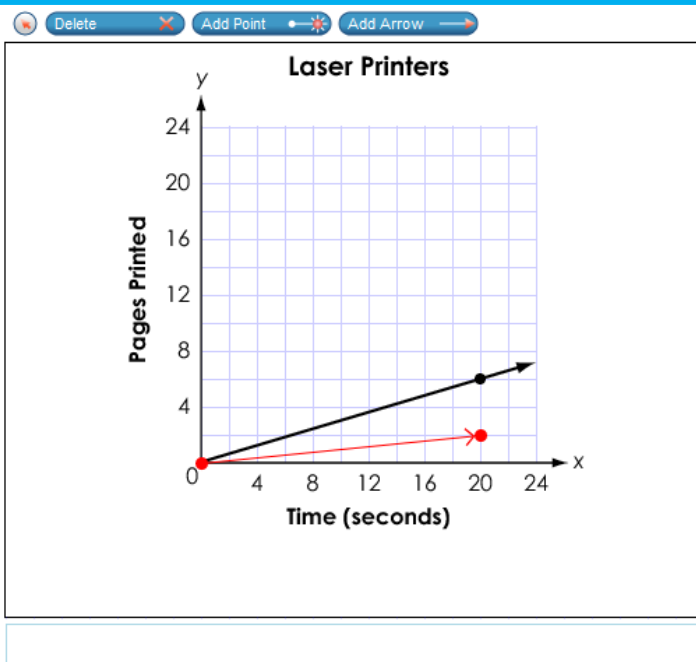 Delete
Add Point
Add Arrow
Laser Printers
y
24
20
16
12
8
4
0
4 8 12 16 20 24
x
Pages Printed
Time (seconds)